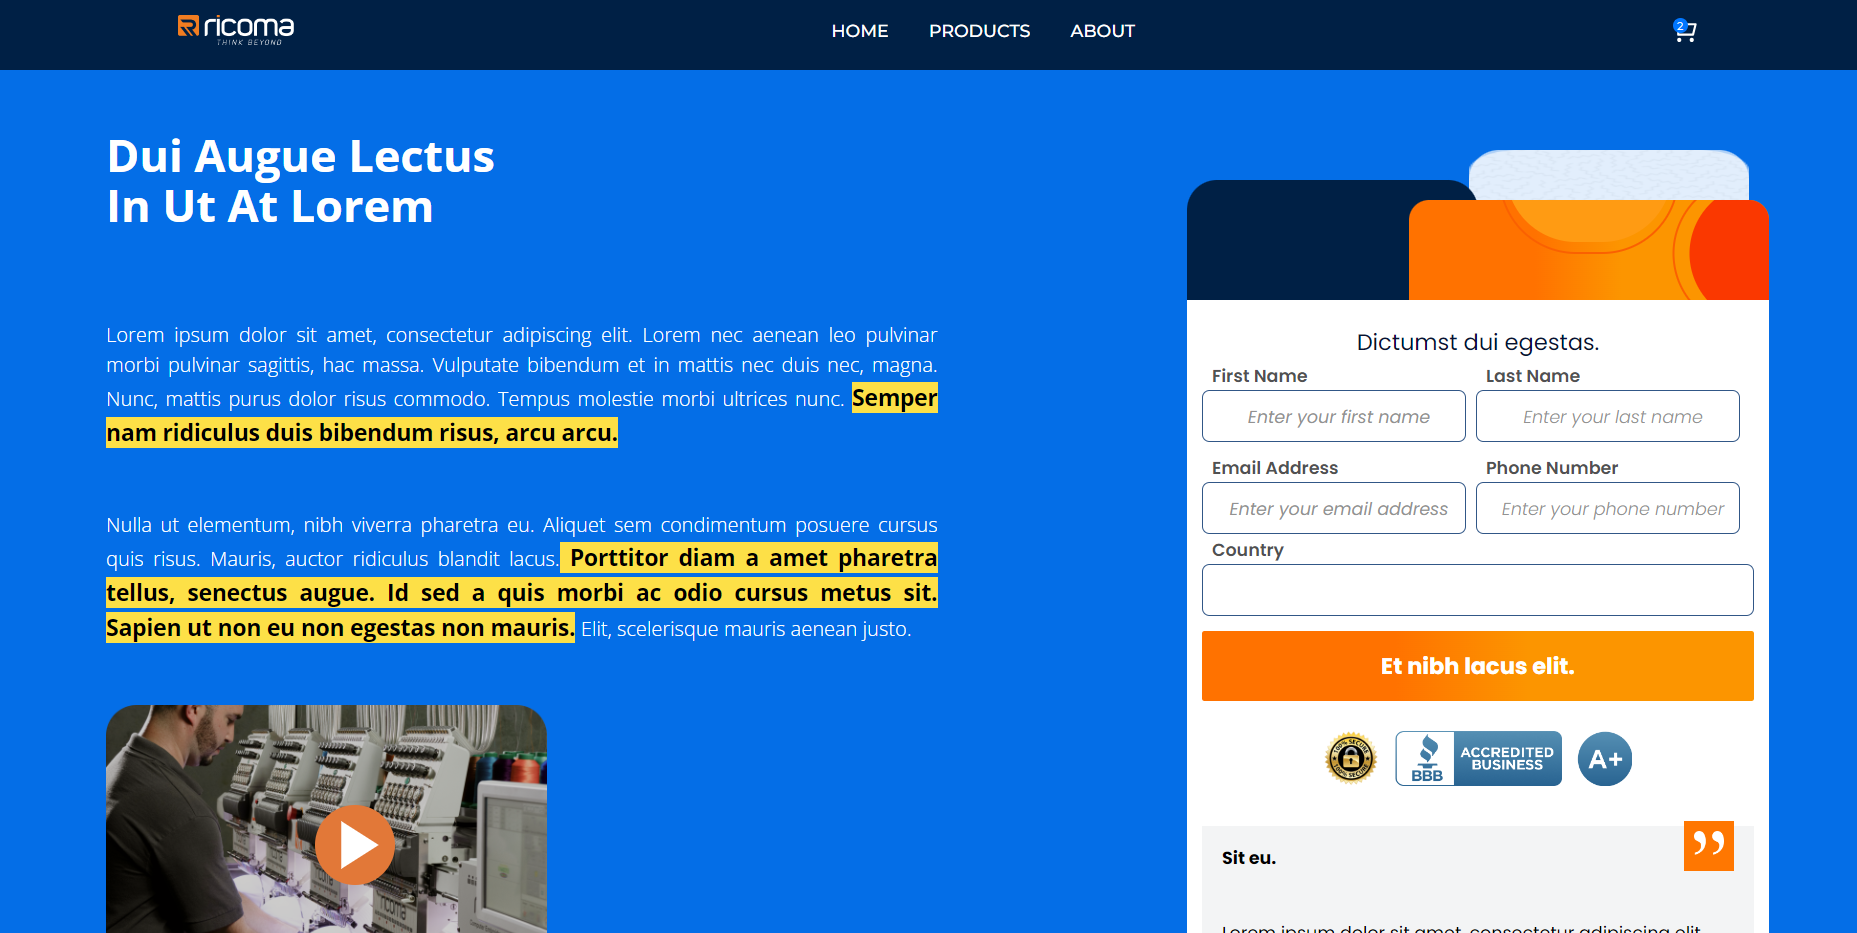 ricoma
THINK BEYOND
HOME
PRODUCTS
ABOUT
2
Dui Augue Lectus
In Ut At Lorem
Lorem ipsum dolor sit amet, consectetur adipiscing elit. Lorem nec aenean leo pulvinar
morbi pulvinar sagittis, hac massa. Vulputate bibendum et in mattis nec duis nec, magna.
Nunc, mattis purus dolor risus commodo. Tempus molestie morbi ultrices nunc. Semper
nam ridiculus duis bibendum risus, arcu arcu.
Nulla ut elementum, nibh viverra pharetra eu. Aliquet sem condimentum posuere cursus
quis risus. Mauris, auctor ridiculus blandit lacus. Porttitor diam a amet pharetra
tellus, senectus augue. Id sed a quis morbi ac odio cursus metus sit.
Sapien ut non eu non egestas non mauris. Elit, scelerisque mauris aenean justo.
ricoma
Dictumst dui egestas.
First Name
Last Name
Enter your first name
Enter your last name
Email Address
Phone Number
Enter your email address
Enter your phone number
Country
Et nibh lacus elit.
100% SECURE
100% SECURE
BBB
ACCREDITED
BUSINESS
A+
Sit eu.
”
Lorem ipsum dolor sit amet, consectetur adipiscing elit.